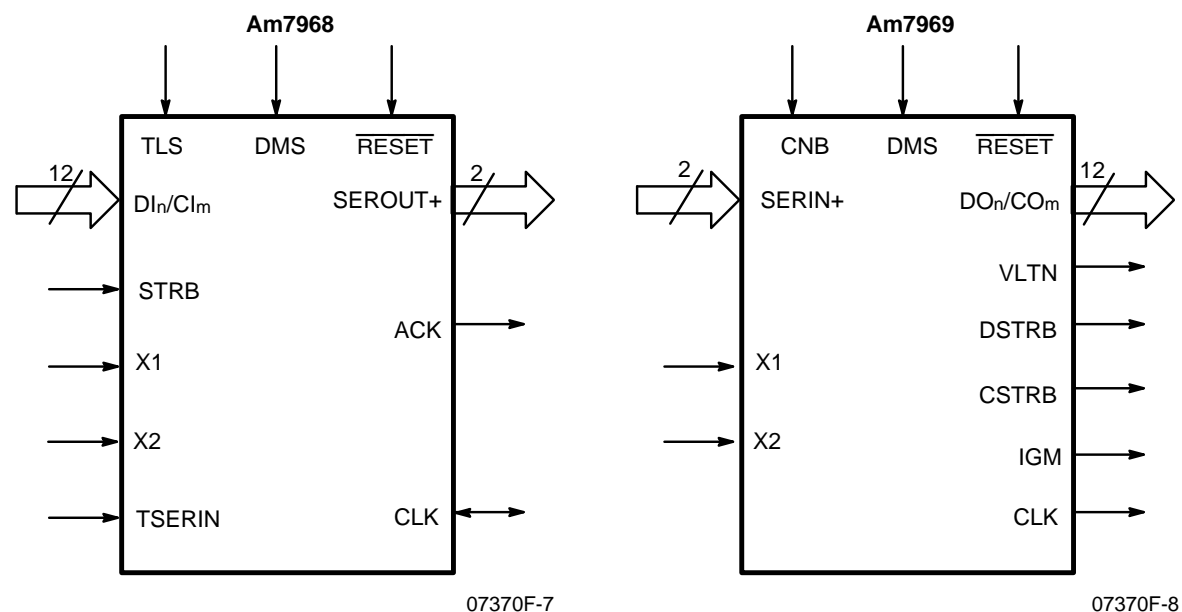 Am7968
TLS DMS RESET
12
DIn/CIm
SEROUT+
2
STRB
ACK
X1
X2
TSERIN
CLK
07370F-7
Am7969
CNB DMS RESET
2
SERIN+
DOn/COm
12
VLTN
DSTRB
X1
CSTRB
X2
IGM
CLK
07370F-8